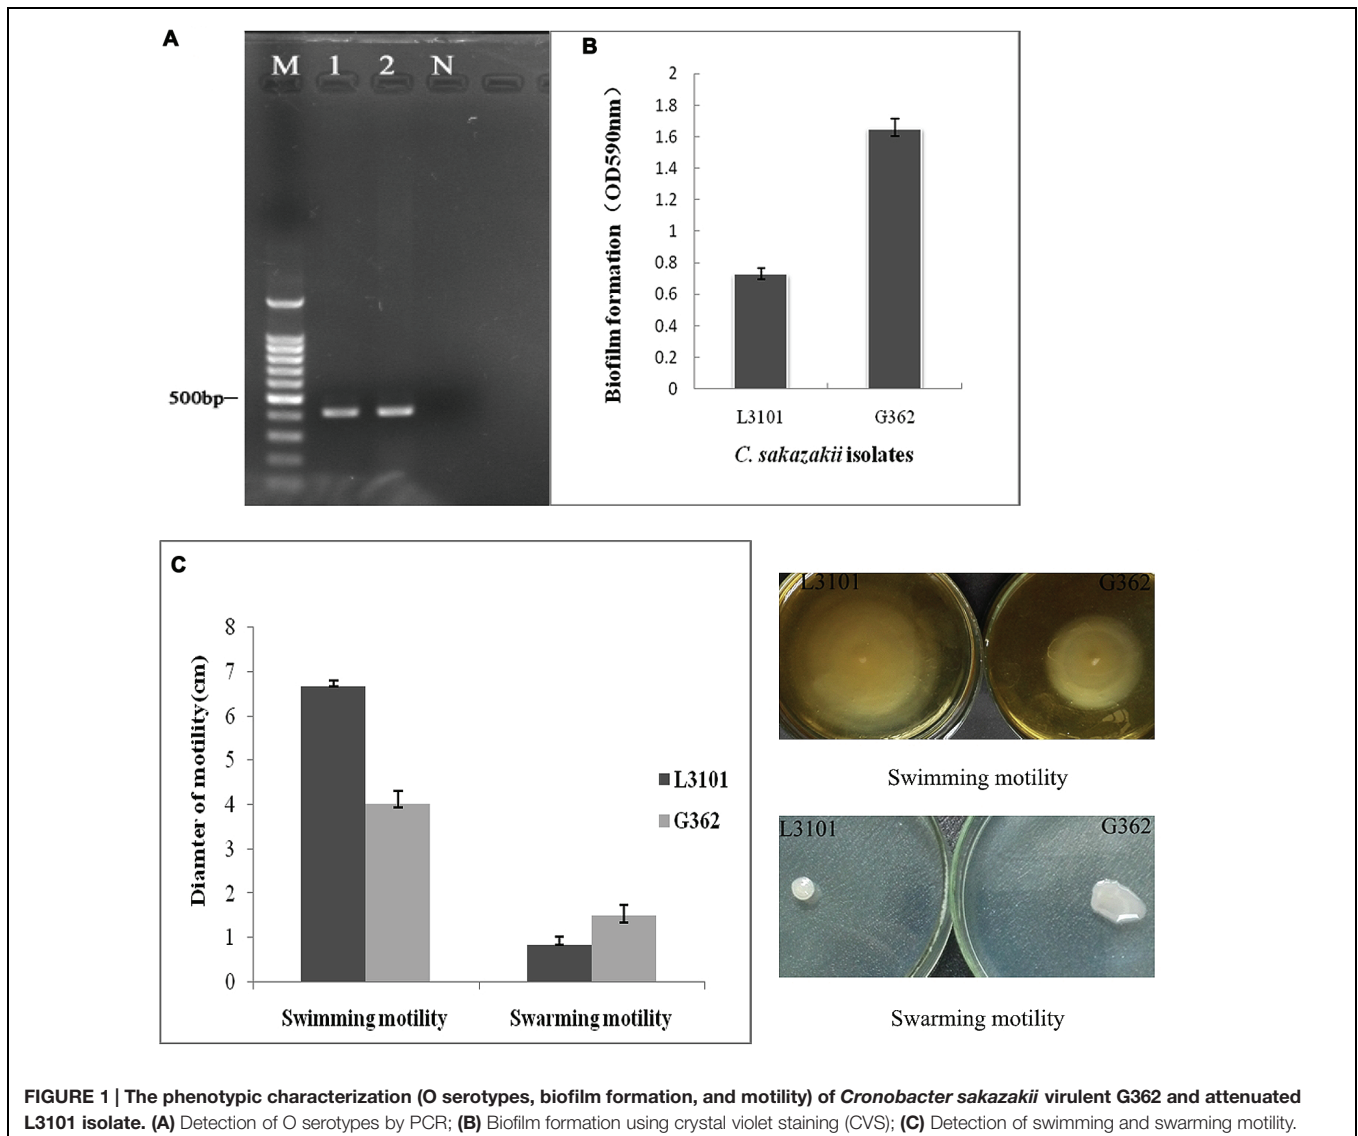 A
M 1 2 N
500bp
B
Biofilm formation（OD590nm）
2
1.8
1.6
1.4
1.2
1
0.8
0.6
0.4
0.2
0
L3101 G362
C. sakazakii isolates
C
Diamter of motility(cm)
8
7
6
5
4
3
2
1
0
L3101
G362
Swimming motility Swarming motility
L3101 G362
Swimming motility
L3101 G362
Swarming motility
FIGURE 1 | The phenotypic characterization (O serotypes, biofilm formation, and motility) of Cronobacter sakazakii virulent G362 and attenuated
L3101 isolate. (A) Detection of O serotypes by PCR; (B) Biofilm formation using crystal violet staining (CVS); (C) Detection of swimming and swarming motility.